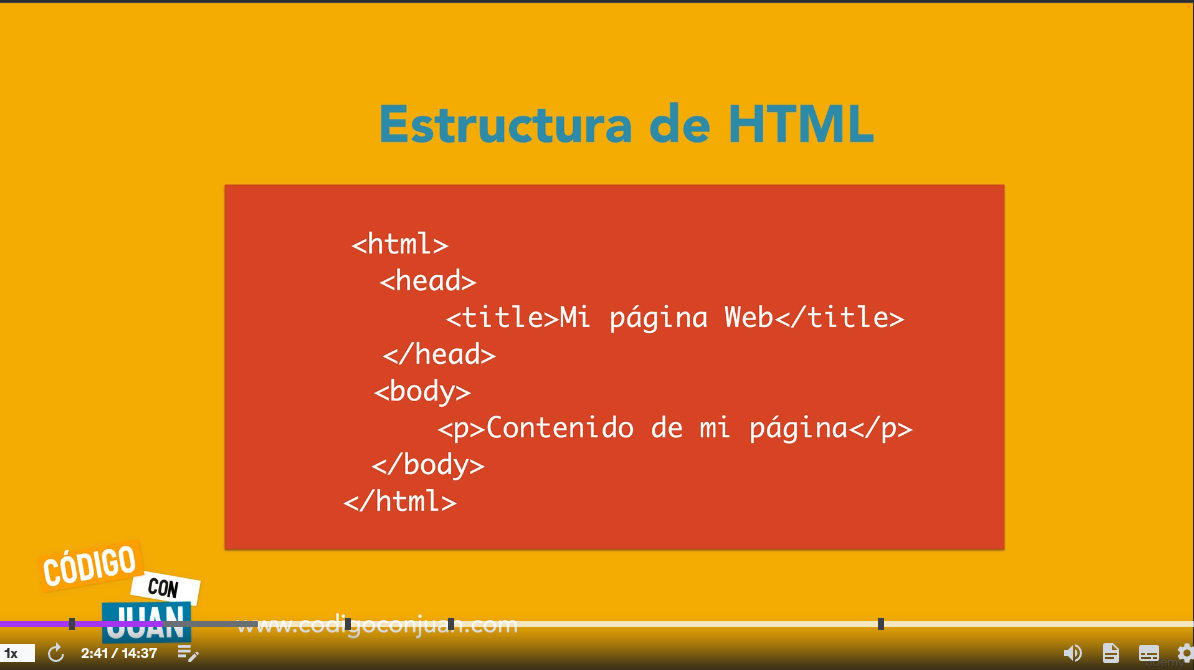 Estructura de HTML
<html>
<head>
<title>Mi página Web</title>
</head>
<body>
<p>Contenido de mi página</p>
</body>
</html>
CÓDIGO
CON
JUAN
www.codigoconjuan.com
1x
2:41 / 14:37